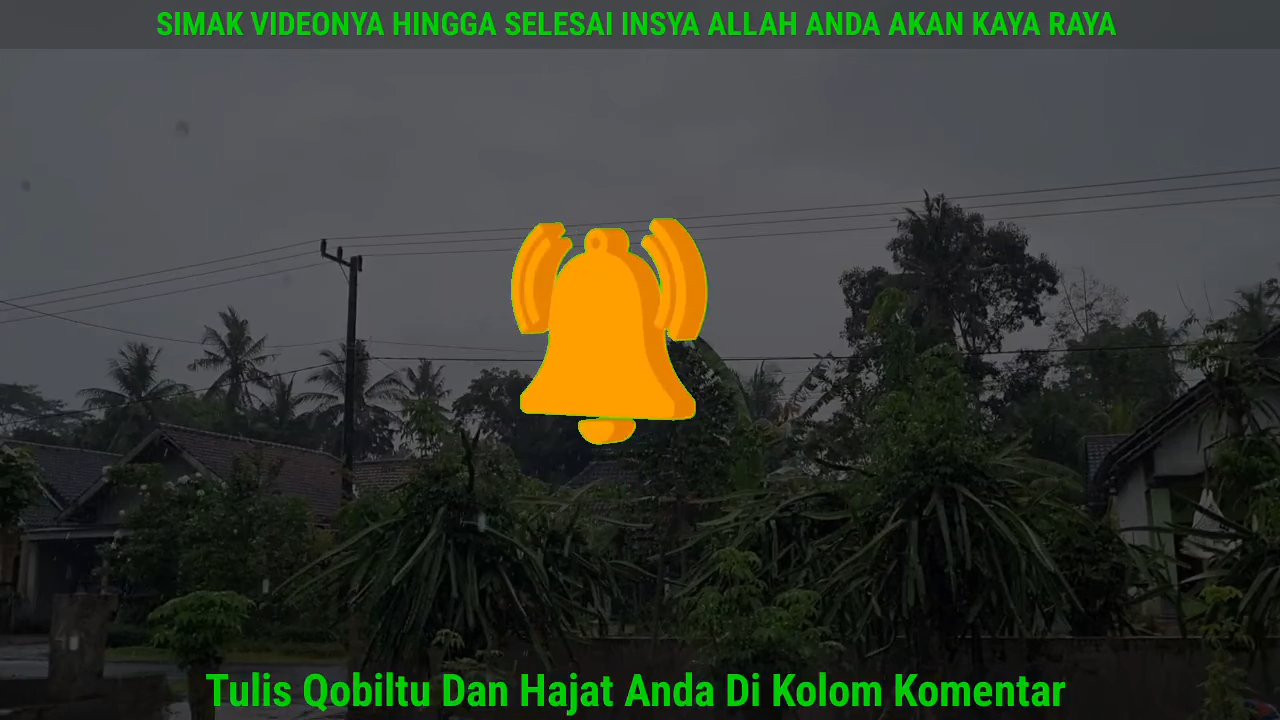 SIMAK VIDEONYA HINGGA SELESAI INSYA ALLAH ANDA AKAN KAYA RAYA
Tulis Qobiltu Dan Hajat Anda Di Kolom Komentar